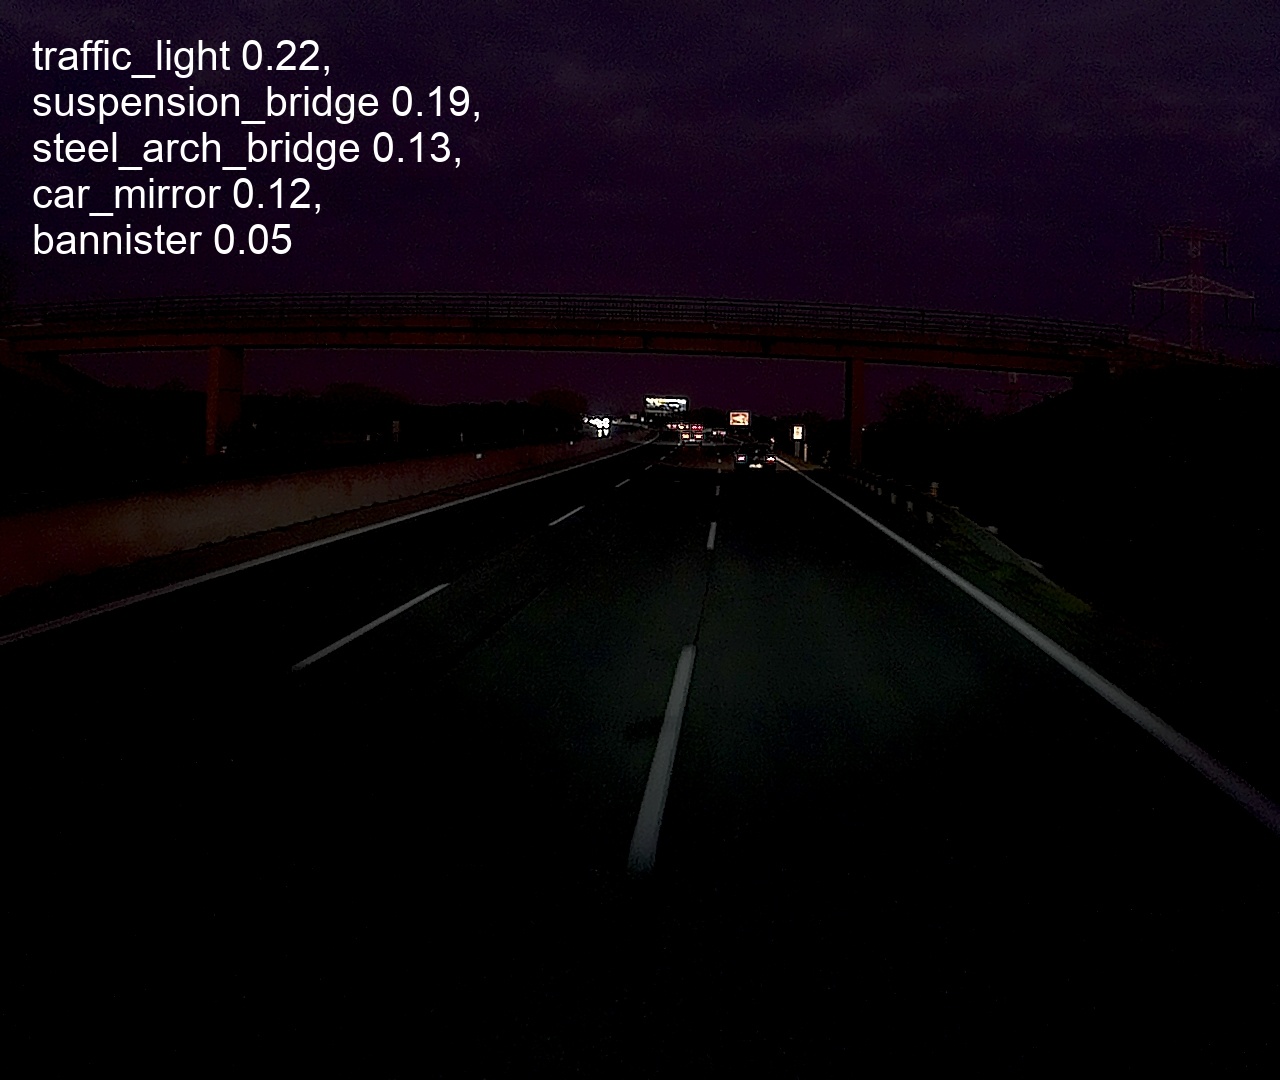 traffic_light 0.22,
suspension_bridge 0.19,
steel_arch_bridge 0.13,
car_mirror 0.12,
bannister 0.05